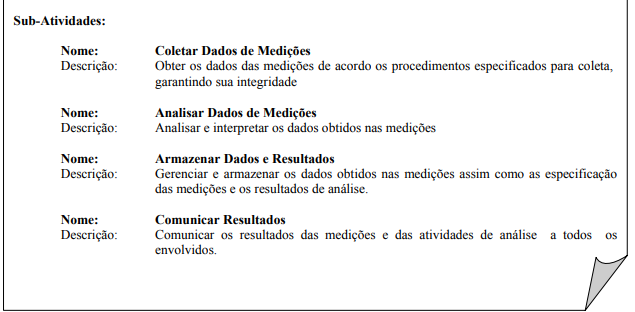 Sub-Atividades:
Nome: Coletar Dados de Medições
Descrição: Obter os dados das medições de acordo os procedimentos especificados para coleta,
garantindo sua integridade
Nome: Analisar Dados de Medições
Descrição: Analisar e interpretar os dados obtidos nas medições
Nome: Armazenar Dados e Resultados
Descrição: Gerenciar e armazenar os dados obtidos nas medições assim como as especificação
das medições e os resultados de análise.
Nome: Comunicar Resultados
Descrição: Comunicar os resultados das medições e das atividades de análise a todos os
envolvidos.